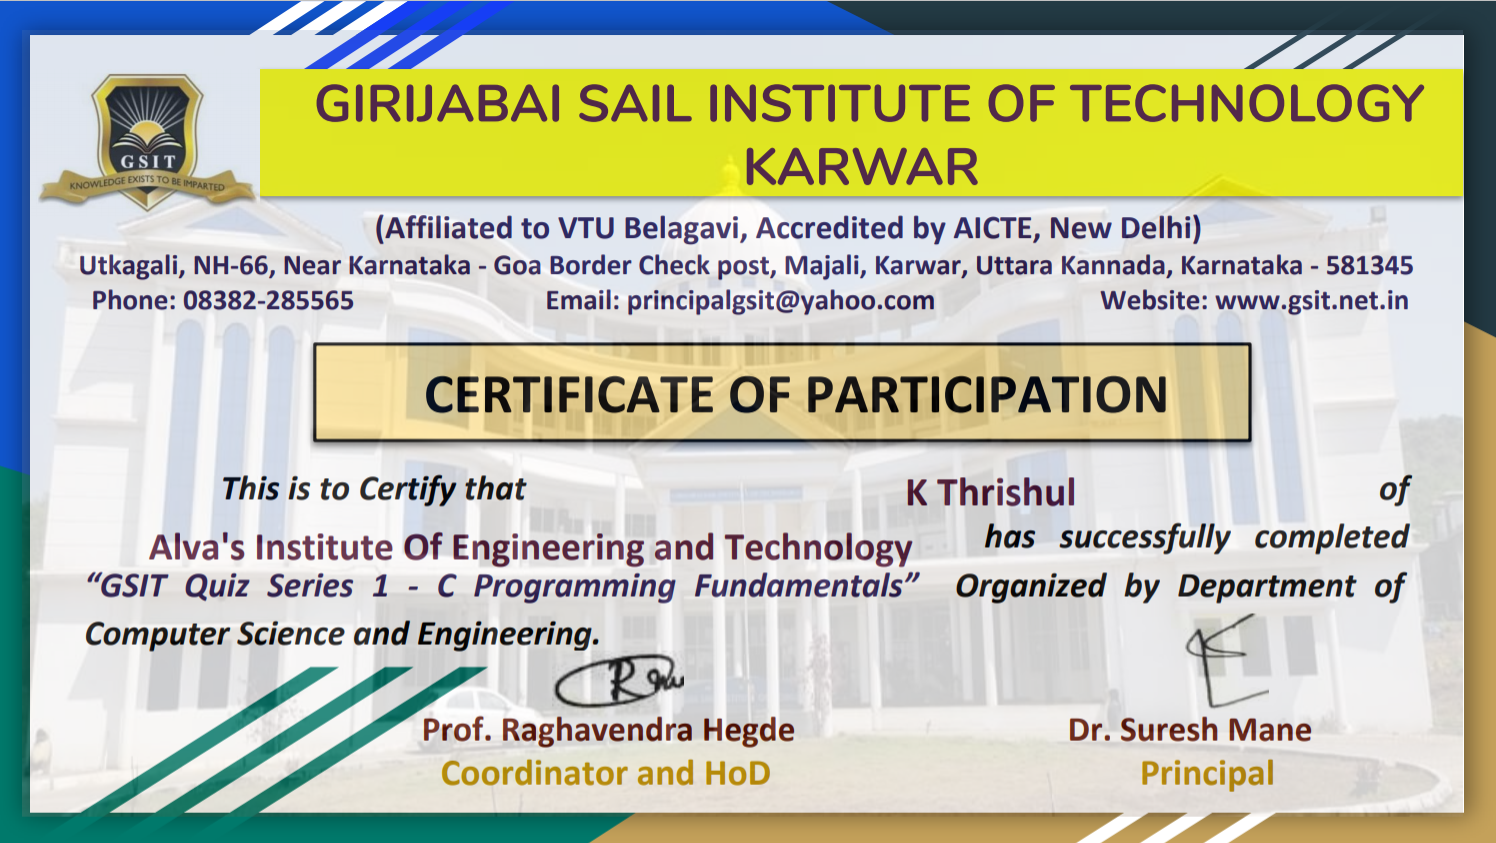 GIRIJABAI SAIL INSTITUTE OF TECHNOLOGY
KARWAR
GSIT
KNOWLEDGE EXISTS TO BE IMPARTED
(Affiliated to VTU Belagavi, Accredited by AICTE, New Delhi)
Utkagali, NH-66, Near Karnataka - Goa Border Check post, Majali, Karwar, Uttara Kannada, Karnataka - 581345
Phone: 08382-285565 Email: principalgsit@yahoo.com Website: www.gsit.net.in
CERTIFICATE OF PARTICIPATION
This is to Certify that K Thrishul of
Alva's Institute Of Engineering and Technology has successfully completed
“GSIT Quiz Series 1 - C Programming Fundamentals” Organized by Department of
Computer Science and Engineering.
Prof. Raghavendra Hegde Dr. Suresh Mane
Coordinator and HoD Principal